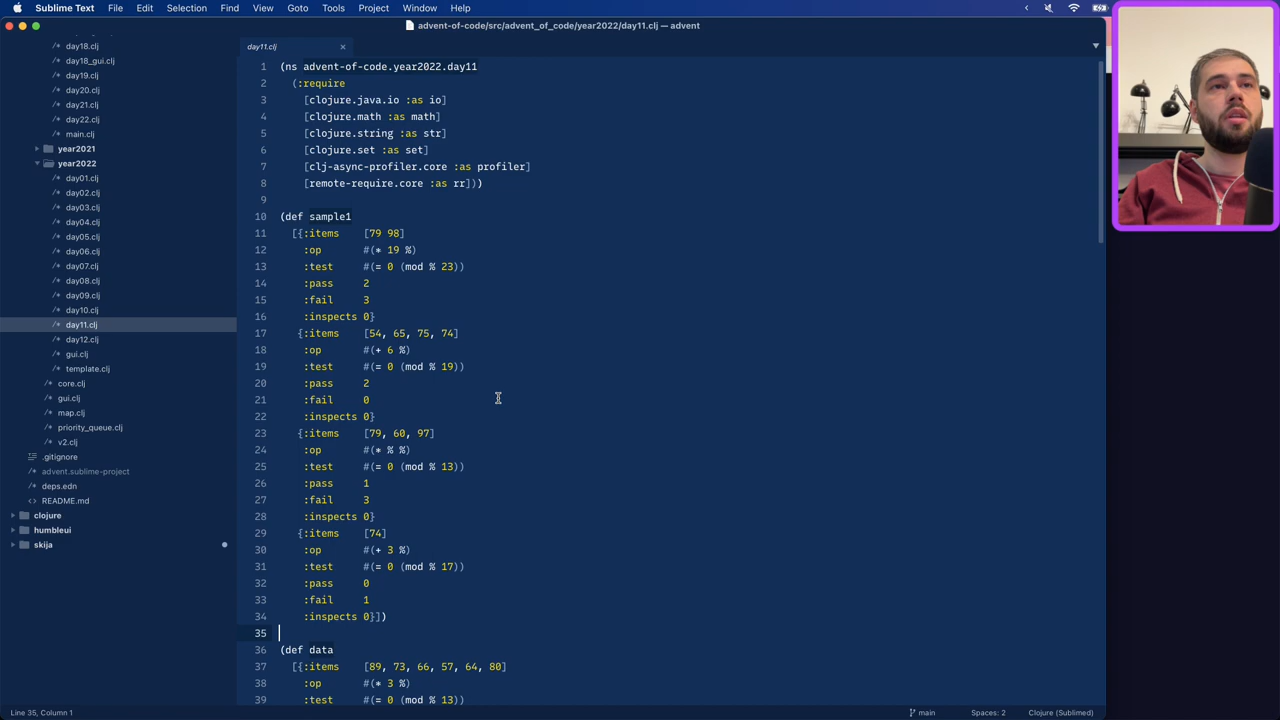 Sublime Text File Edit Selection Find View Goto Tools Project Window Help
advent-of-code/src/advent_of_code/year2022/day11.clj — advent
day18.clj
day18_gui.clj
day19.clj
day20.clj
day21.clj
day22.clj
main.clj
year2021
year2022
day01.clj
day02.clj
day03.clj
day04.clj
day05.clj
day06.clj
day07.clj
day08.clj
day09.clj
day10.clj
day11.clj
day12.clj
gui.clj
template.clj
core.clj
gui.clj
map.clj
priority_queue.clj
v2.clj
.gitignore
advent.sublime-project
deps.edn
README.md
clojure
humbleui
skija
day11.clj
1 (ns advent-of-code.year2022.day11
2 (:require
3 [clojure.java.io :as io]
4 [clojure.math :as math]
5 [clojure.string :as str]
6 [clojure.set :as set]
7 [clj-async-profiler.core :as profiler]
8 [remote-require.core :as rr]))
9
10 (def sample1
11 [{:items [79 98]
12 :op #(* 19 %)
13 :test #(= 0 (mod % 23))
14 :pass 2
15 :fail 3
16 :inspects 0}
17 {:items [54, 65, 75, 74]
18 :op #(+ 6 %)
19 :test #(= 0 (mod % 19))
20 :pass 2
21 :fail 0
22 :inspects 0}
23 {:items [79, 60, 97]
24 :op #(* % %)
25 :test #(= 0 (mod % 13))
26 :pass 1
27 :fail 3
28 :inspects 0}
29 {:items [74]
30 :op #(+ 3 %)
31 :test #(= 0 (mod % 17))
32 :pass 0
33 :fail 1
34 :inspects 0}])
35
36 (def data
37 [{:items [89, 73, 66, 57, 64, 80]
38 :op #(* 3 %)
39 :test #(= 0 (mod % 13))
Line 35, Column 1 main Spaces: 2 Clojure (Sublimed)